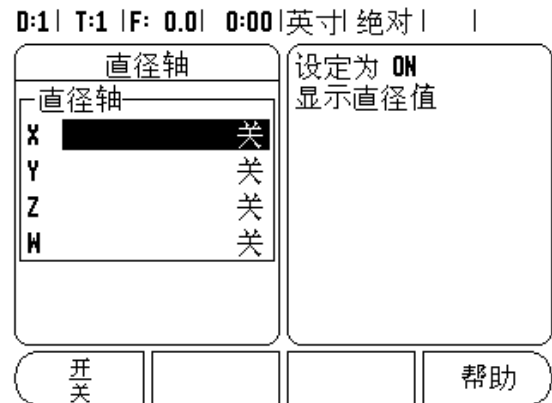 D:1| T:1 |F: 0.0| 0:00|英寸|绝对| |
直径轴
直径轴
X 关
Y 关
Z 关
W 关
设定为 ON
显示直径值
开
关
帮助